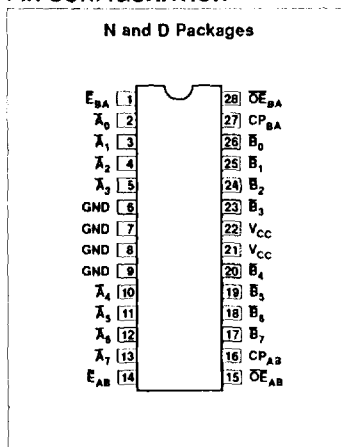 N and D Packages
E̅BA 1 28 O̅E̅BA
A̅0 2 27 CPBA
A̅1 3 26 B̅0
A̅2 4 25 B̅1
A̅3 5 24 B̅2
GND 6 23 B̅3
GND 7 22 VCC
GND 8 21 VCC
GND 9 20 B̅4
A̅4 10 19 B̅5
A̅5 11 18 B̅6
A̅6 12 17 B̅7
A̅7 13 16 CPAB
E̅AB 14 15 O̅E̅AB